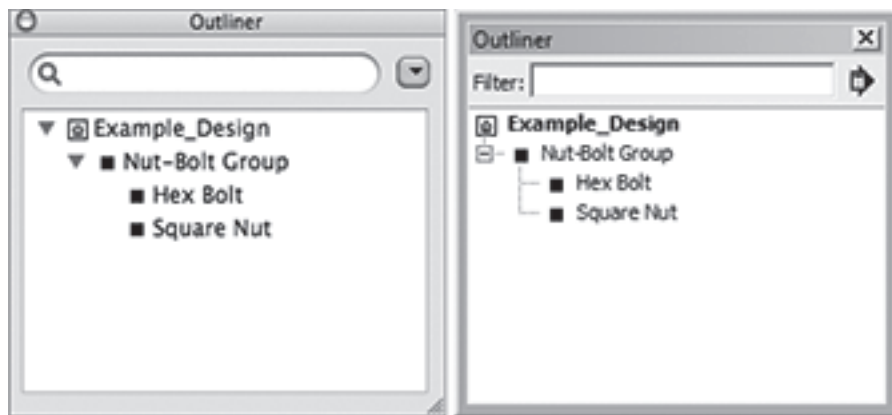 Outliner
Example_Design
Nut-Bolt Group
Hex Bolt
Square Nut
Outliner
Filter:
Example_Design
Nut-Bolt Group
Hex Bolt
Square Nut